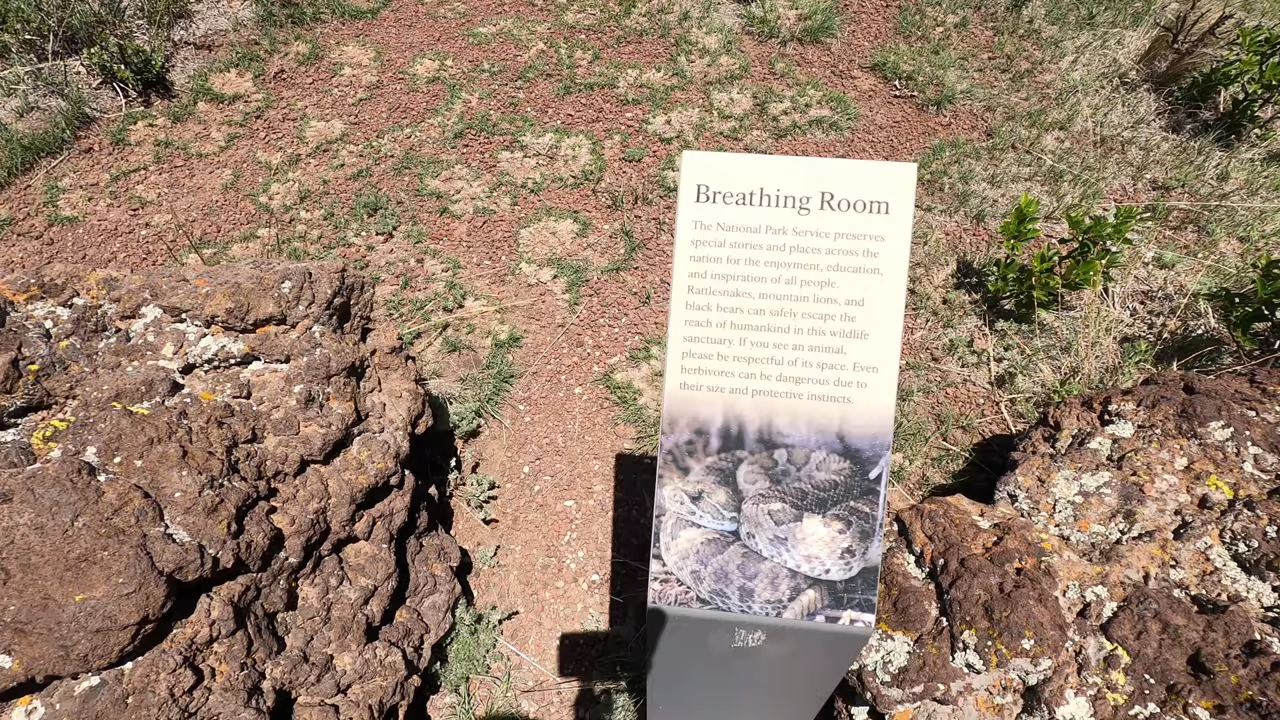 Breathing Room
The National Park Service preserves
special stories and places across the
nation for the enjoyment, education,
and inspiration of all people.
Rattlesnakes, mountain lions, and
black bears can safely escape the
reach of humankind in this wildlife
sanctuary. If you see an animal,
please be respectful of its space. Even
herbivores can be dangerous due to
their size and protective instincts.